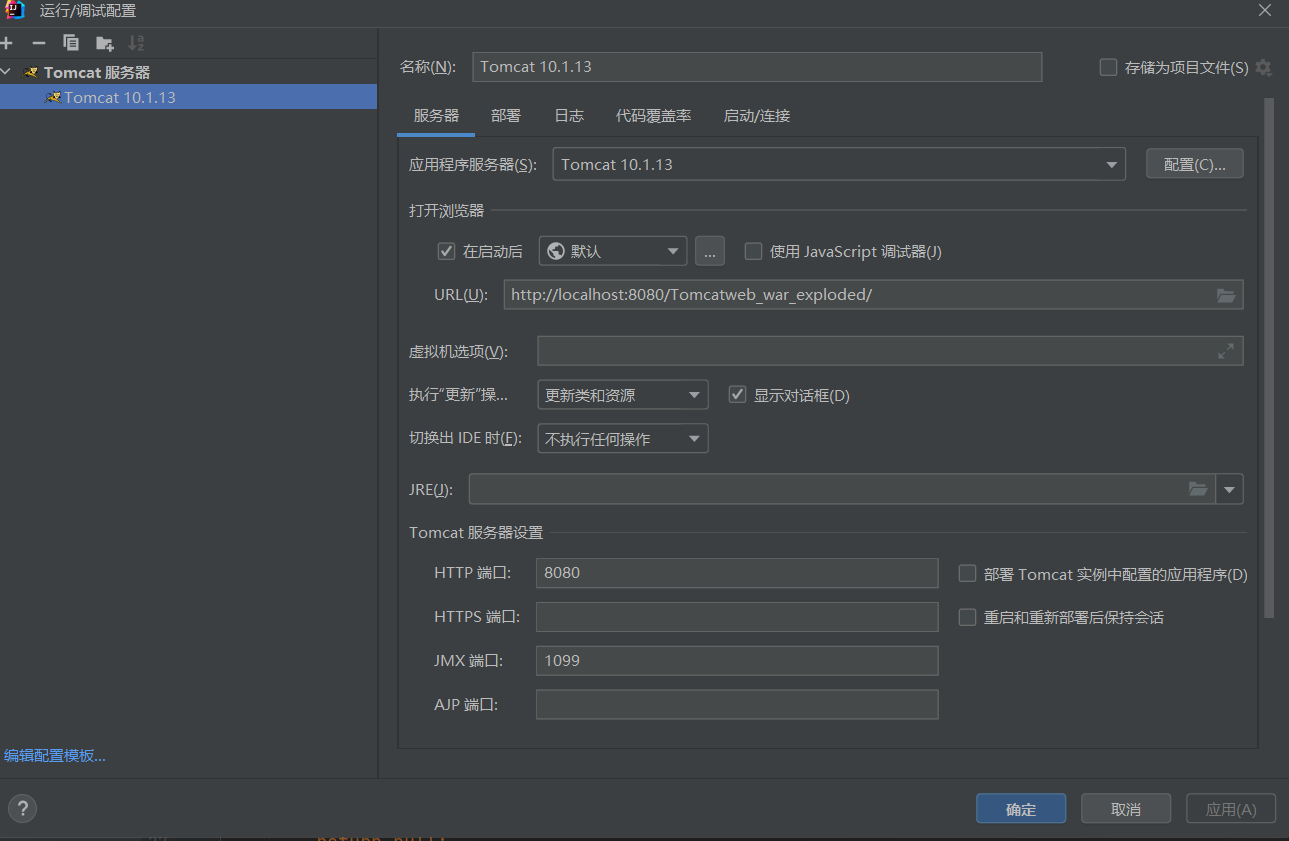 运行/调试配置
Tomcat 服务器
Tomcat 10.1.13
名称(N):
Tomcat 10.1.13
存储为项目文件(S)
服务器 部署 日志 代码覆盖率 启动/连接
应用程序服务器(S):
Tomcat 10.1.13
配置(C)...
打开浏览器
在启动后
默认
...
使用 JavaScript 调试器(J)
URL(U):
http://localhost:8080/Tomcatweb_war_exploded/
虚拟机选项(V):
执行“更新”操...
更新类和资源
显示对话框(D)
切换出 IDE 时(F):
不执行任何操作
JRE(J):
Tomcat 服务器设置
HTTP 端口:
8080
部署 Tomcat 实例中配置的应用程序(D)
HTTPS 端口:
重启和重新部署后保持会话
JMX 端口:
1099
AJP 端口:
编辑配置模板...
?
确定
取消
应用(A)